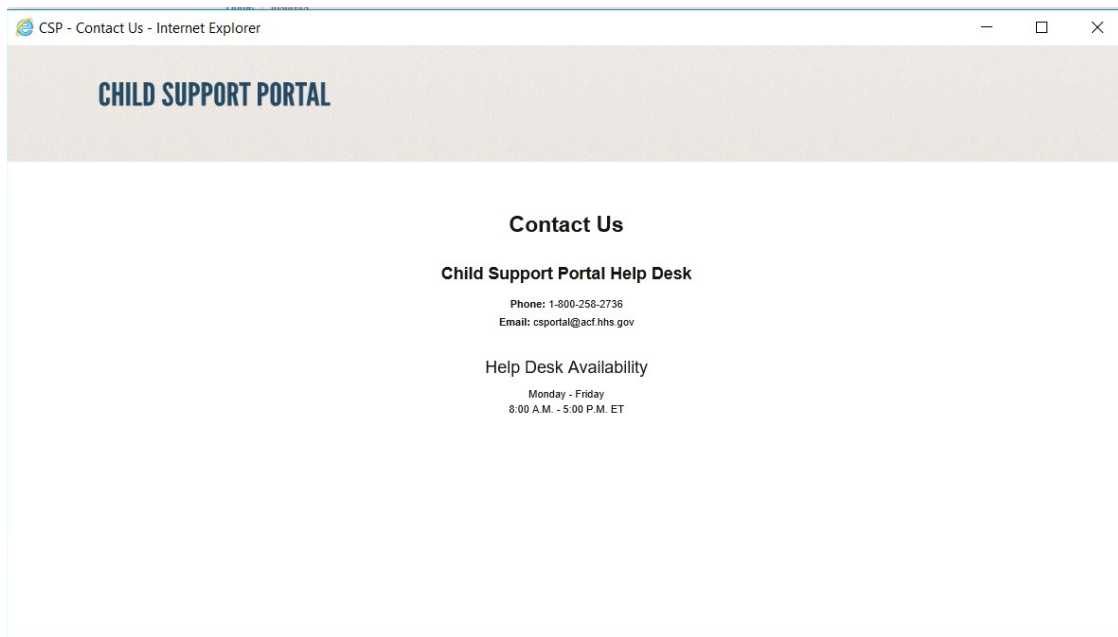 CSP - Contact Us - Internet Explorer
CHILD SUPPORT PORTAL
Contact Us
Child Support Portal Help Desk
Phone: 1-800-258-2736
Email: csportal@acf.hhs.gov
Help Desk Availability
Monday - Friday
8:00 A.M. - 5:00 P.M. ET